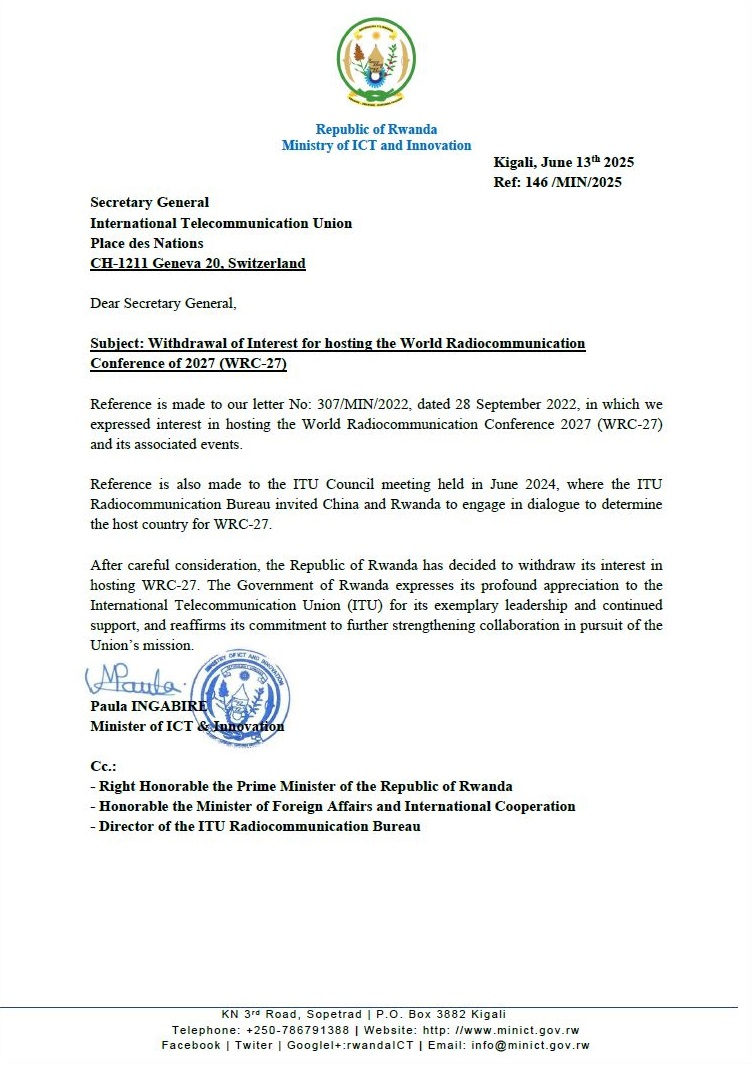 Republic of Rwanda
Ministry of ICT and Innovation
Kigali, June 13th 2025
Ref: 146 /MIN/2025
Secretary General
International Telecommunication Union
Place des Nations
CH-1211 Geneva 20, Switzerland
Dear Secretary General,
Subject: Withdrawal of Interest for hosting the World Radiocommunication
Conference of 2027 (WRC-27)
Reference is made to our letter No: 307/MIN/2022, dated 28 September 2022, in which we
expressed interest in hosting the World Radiocommunication Conference 2027 (WRC-27)
and its associated events.
Reference is also made to the ITU Council meeting held in June 2024, where the ITU
Radiocommunication Bureau invited China and Rwanda to engage in dialogue to determine
the host country for WRC-27.
After careful consideration, the Republic of Rwanda has decided to withdraw its interest in
hosting WRC-27. The Government of Rwanda expresses its profound appreciation to the
International Telecommunication Union (ITU) for its exemplary leadership and continued
support, and reaffirms its commitment to further strengthening collaboration in pursuit of the
Union's mission.
MPaula.
MINISTRY OF ICT AND INNOVATION
Paula INGABIRE
Minister of ICT & Innovation
Cc.:
- Right Honorable the Prime Minister of the Republic of Rwanda
- Honorable the Minister of Foreign Affairs and International Cooperation
- Director of the ITU Radiocommunication Bureau
KN 3rd Road, Sopetrad | P.O. Box 3882 Kigali
Telephone: +250-786791388 | Website: http: //www.minict.gov.rw
Facebook | Twiter | Googlel+:rwandaICT | Email: info@minict.gov.rw